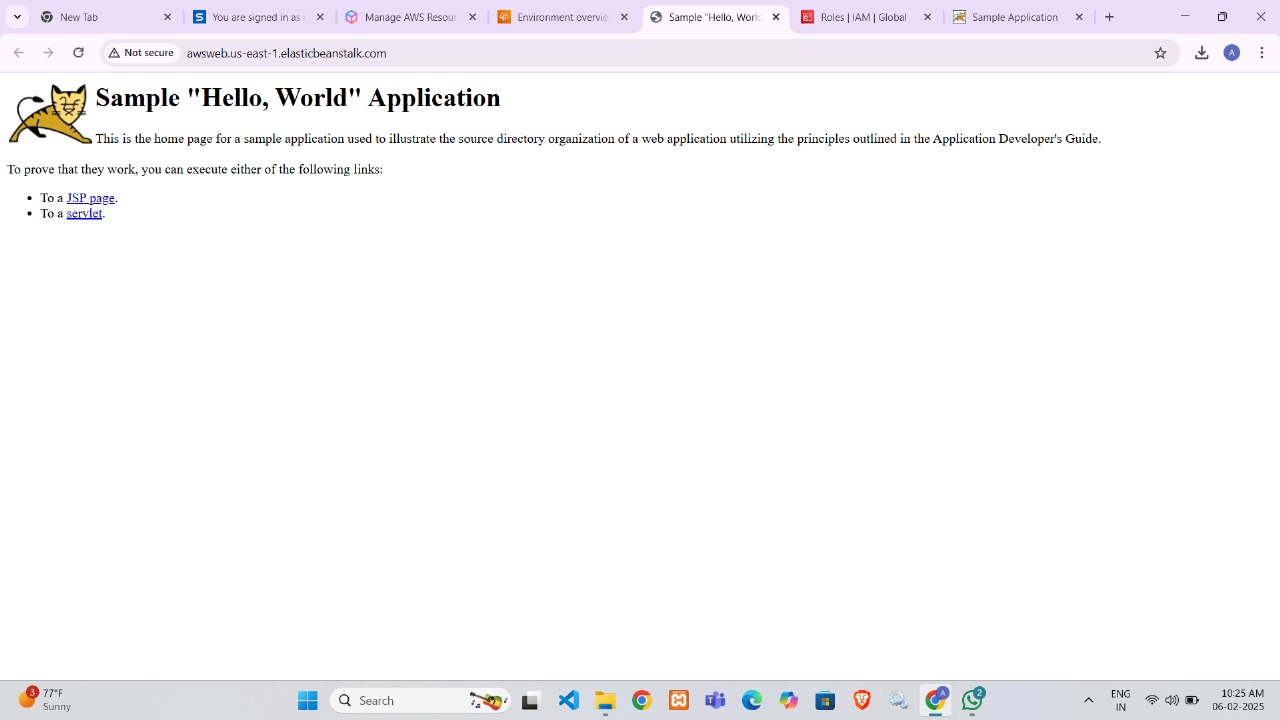 New Tab
You are signed in as
Manage AWS Resour
Environment overvie
Sample "Hello, World
Roles | IAM | Global
Sample Application
Not secure
awsweb.us-east-1.elasticbeanstalk.com
A
Sample "Hello, World" Application
This is the home page for a sample application used to illustrate the source directory organization of a web application utilizing the principles outlined in the Application Developer's Guide.
To prove that they work, you can execute either of the following links:
• To a JSP page.
• To a servlet.
3
77°F
Sunny
Search
A
2
ENG
IN
10:25 AM
06-02-2025